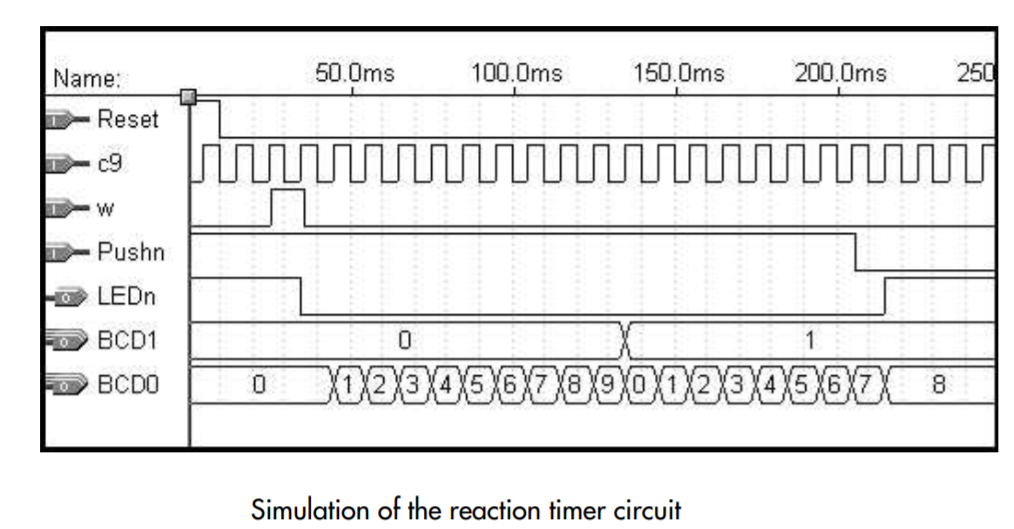 Name: 50.0ms 100.0ms 150.0ms 200.0ms 250
Reset
c9
w
Pushn
LEDn
BCD1 0 1
BCD0 0 1 2 3 4 5 6 7 8 9 0 1 2 3 4 5 6 7 8
Simulation of the reaction timer circuit